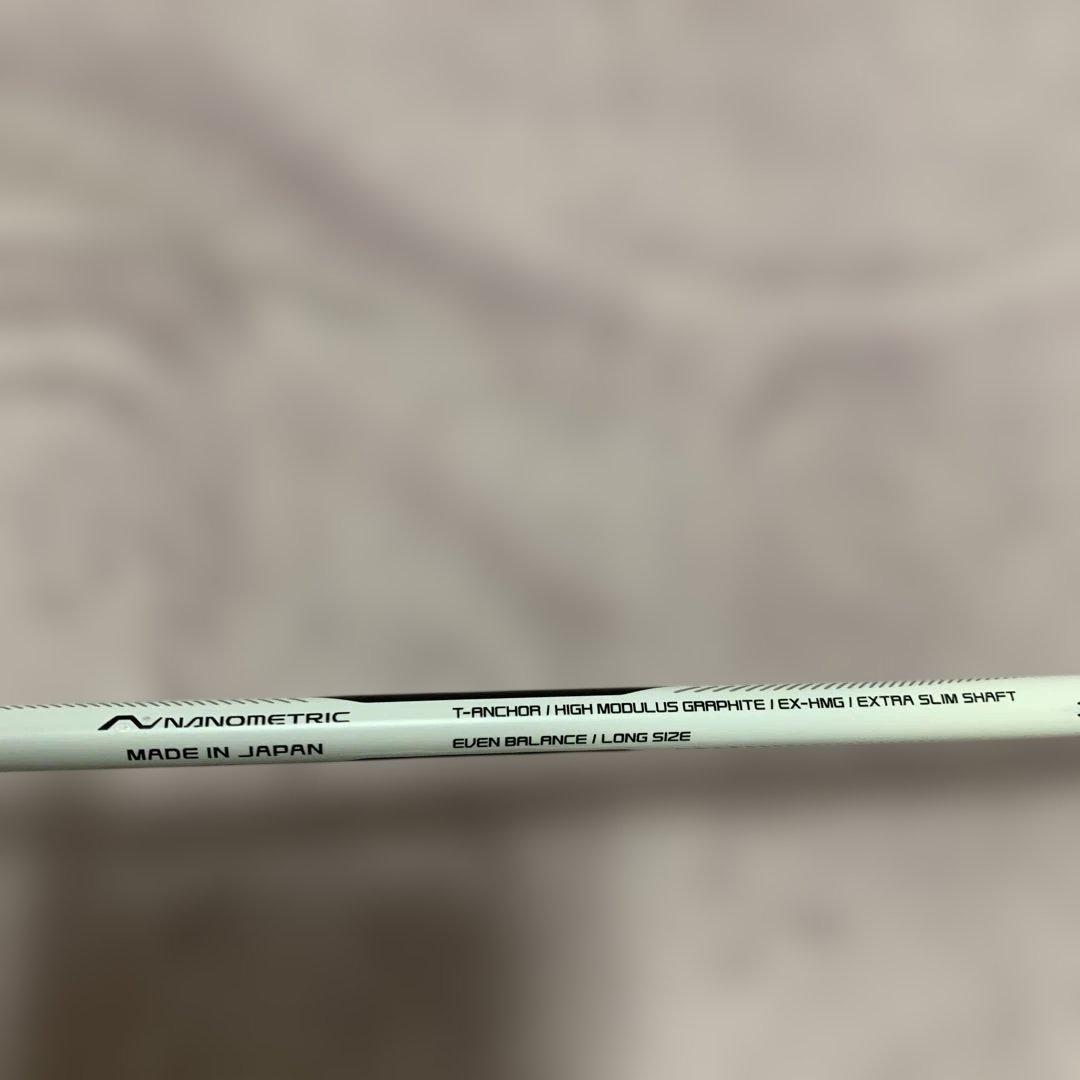 NANOMETRIC
MADE IN JAPAN
T-ANCHOR / HIGH MODULUS GRAPHITE / EX-HMG / EXTRA SLIM SHAFT
EVEN BALANCE / LONG SIZE